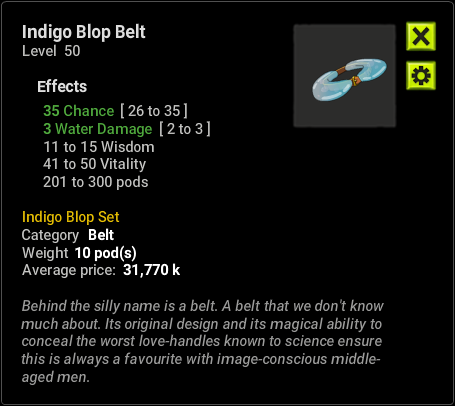 Indigo Blop Belt
Level 50
Effects
35 Chance [ 26 to 35 ]
3 Water Damage [ 2 to 3 ]
11 to 15 Wisdom
41 to 50 Vitality
201 to 300 pods
Indigo Blop Set
Category Belt
Weight 10 pod(s)
Average price: 31,770 k
Behind the silly name is a belt. A belt that we don't know
much about. Its original design and its magical ability to
conceal the worst love-handles known to science ensure
this is always a favourite with image-conscious middle-
aged men.